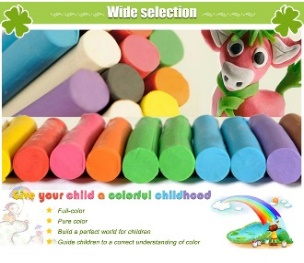 Wide selection
Give your child a colorful childhood
Full-color
Pure color
Build a perfect world for children
Guide children to a correct understanding of color